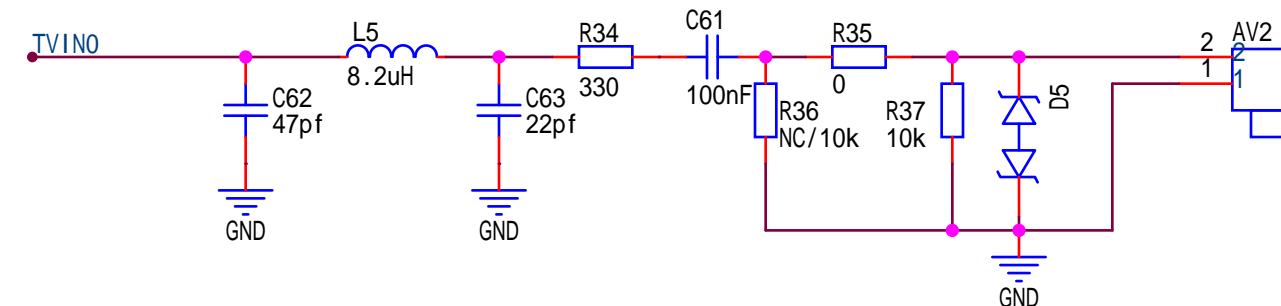 TVIN0
L5
8.2uH
C62
47pf
GND
C63
22pf
GND
R34
330
C61
100nF
R36
NC/10k
R35
0
R37
10k
D5
GND
2
1
AV2
2
1